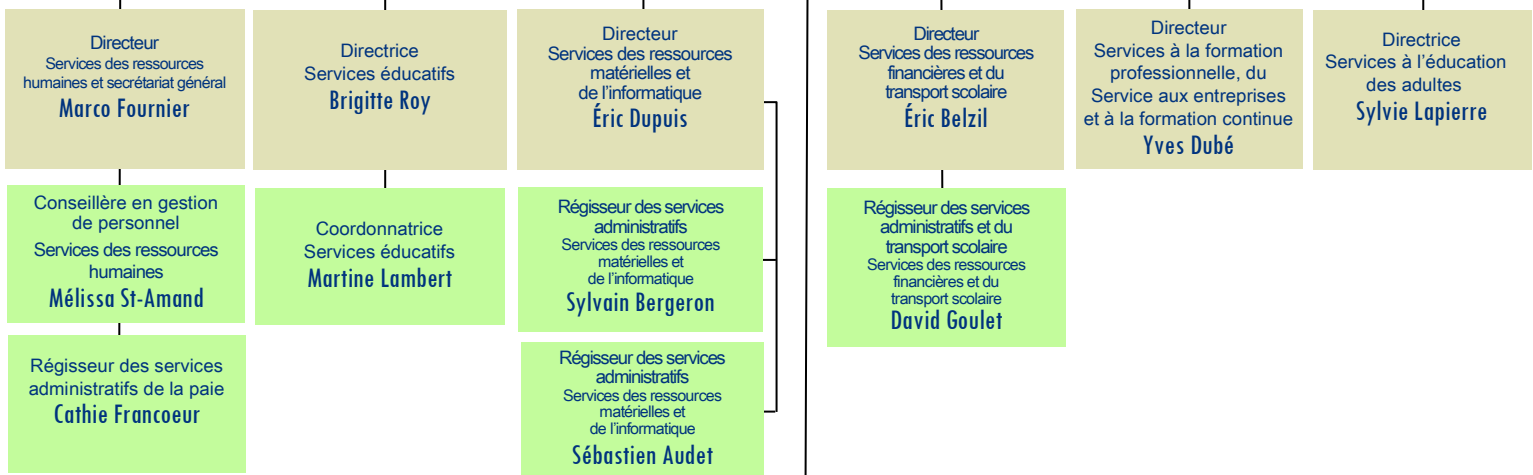 Directeur
Services des ressources
humaines et secrétariat général
Marco Fournier
Directrice
Services éducatifs
Brigitte Roy
Directeur
Services des ressources
matérielles et
de l'informatique
Éric Dupuis
Directeur
Services des ressources
financières et du
transport scolaire
Éric Belzil
Directeur
Services à la formation
professionnelle, du
Service aux entreprises
et à la formation continue
Yves Dubé
Directrice
Services à l'éducation
des adultes
Sylvie Lapierre
Conseillère en gestion
de personnel
Services des ressources
humaines
Mélissa St-Amand
Coordonnatrice
Services éducatifs
Martine Lambert
Régisseur des services
administratifs
Services des ressources
matérielles et
de l'informatique
Sylvain Bergeron
Régisseur des services
administratifs et du
transport scolaire
Services des ressources
financières et du
transport scolaire
David Goulet
Régisseur des services
administratifs de la paie
Cathie Francoeur
Régisseur des services
administratifs
Services des ressources
matérielles et
de l'informatique
Sébastien Audet